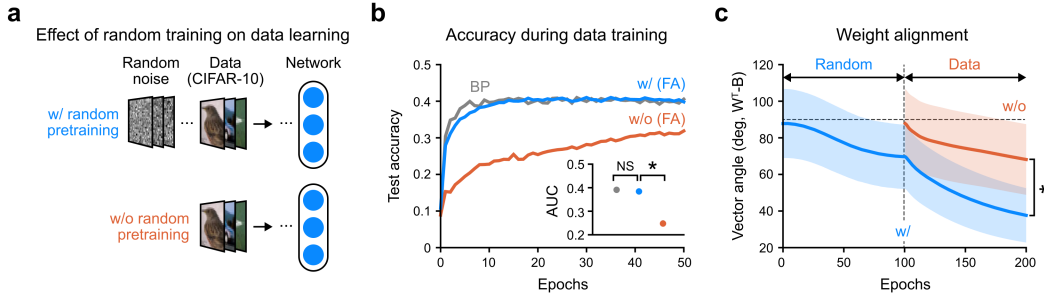 a
Effect of random training on data learning
Random
noise
Data
(CIFAR-10)
Network
w/ random
pretraining
...
...
w/o random
pretraining
...
b
Accuracy during data training
Test accuracy
0.5
0.4
0.3
0.2
0.1
0
BP
w/ (FA)
w/o (FA)
AUC
0.4
0.3
0.2
NS
*
0
10
20
30
40
50
Epochs
c
Weight alignment
Vector angle (deg, Wᵀ-B)
120
100
80
60
40
20
Random
Data
w/o
w/
*
0
50
100
100
150
200
Epochs